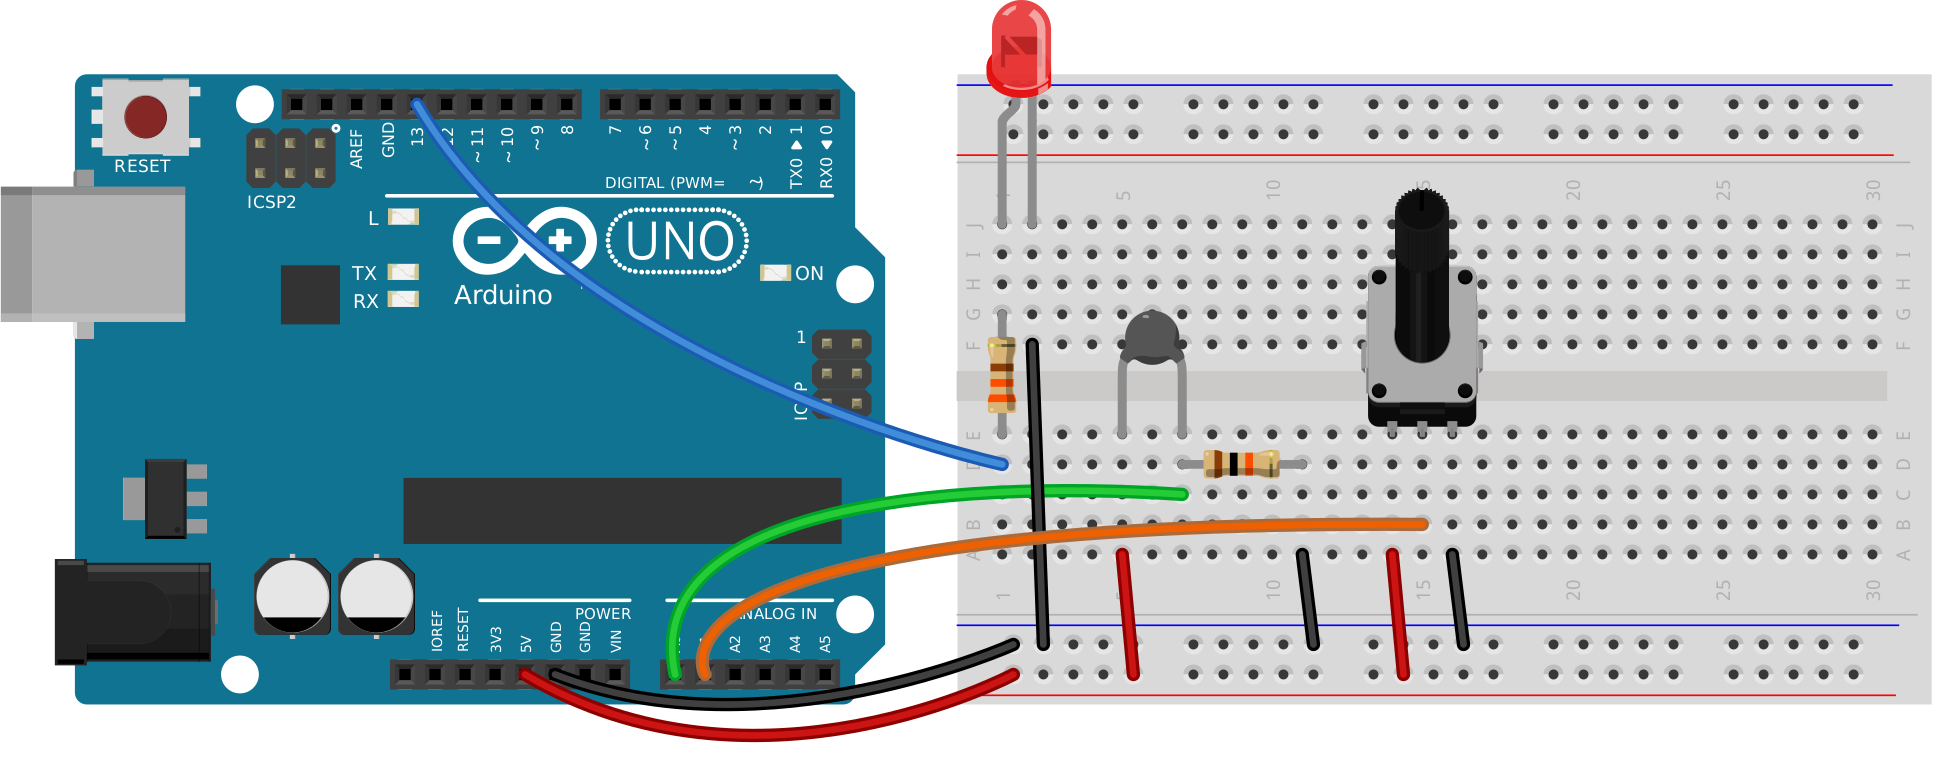 RESET
ICSP2
AREF
GND
13
12
~11
~10
~9
8
7
~6
~5
4
~3
2
TX0 ▶ 1
RX0 ◀ 0
DIGITAL (PWM= ~)
L
TX
RX
UNO
Arduino
ON
1
IOREF
RESET
3V3
5V
GND
GND
VIN
POWER
ANALOG IN
A2
A3
A4
A5
1
5
10
20
25
30
J
I
H
G
F
E
D
C
B
A
J
I
H
G
F
E
D
C
B
A
1
10
15
20
25
30